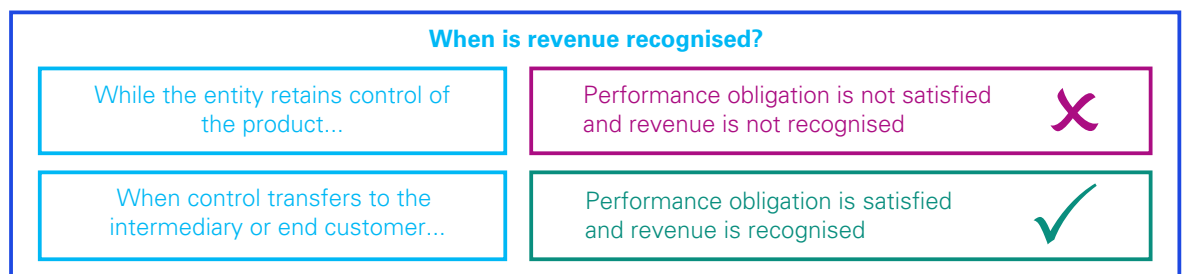 When is revenue recognised?
While the entity retains control of
the product...
Performance obligation is not satisfied
and revenue is not recognised
When control transfers to the
intermediary or end customer...
Performance obligation is satisfied
and revenue is recognised